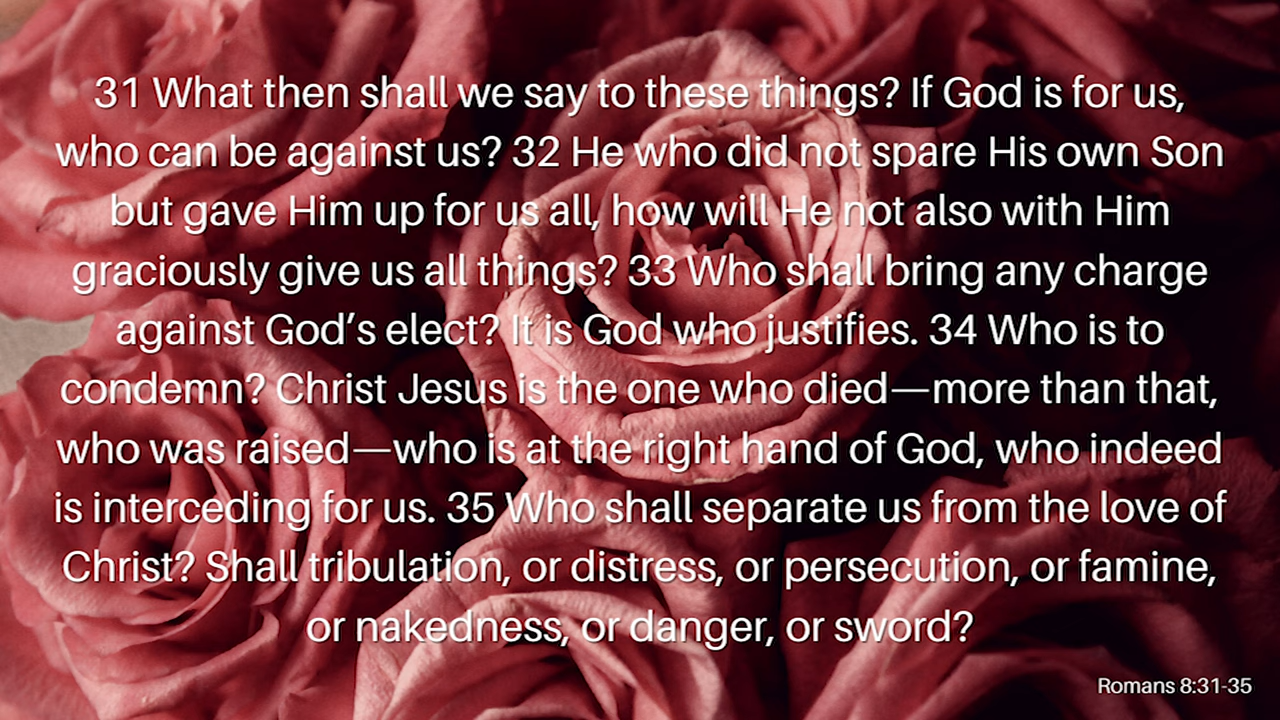 31 What then shall we say to these things? If God is for us,
who can be against us? 32 He who did not spare His own Son
but gave Him up for us all, how will He not also with Him
graciously give us all things? 33 Who shall bring any charge
against God’s elect? It is God who justifies. 34 Who is to
condemn? Christ Jesus is the one who died—more than that,
who was raised—who is at the right hand of God, who indeed
is interceding for us. 35 Who shall separate us from the love of
Christ? Shall tribulation, or distress, or persecution, or famine,
or nakedness, or danger, or sword?
Romans 8:31-35